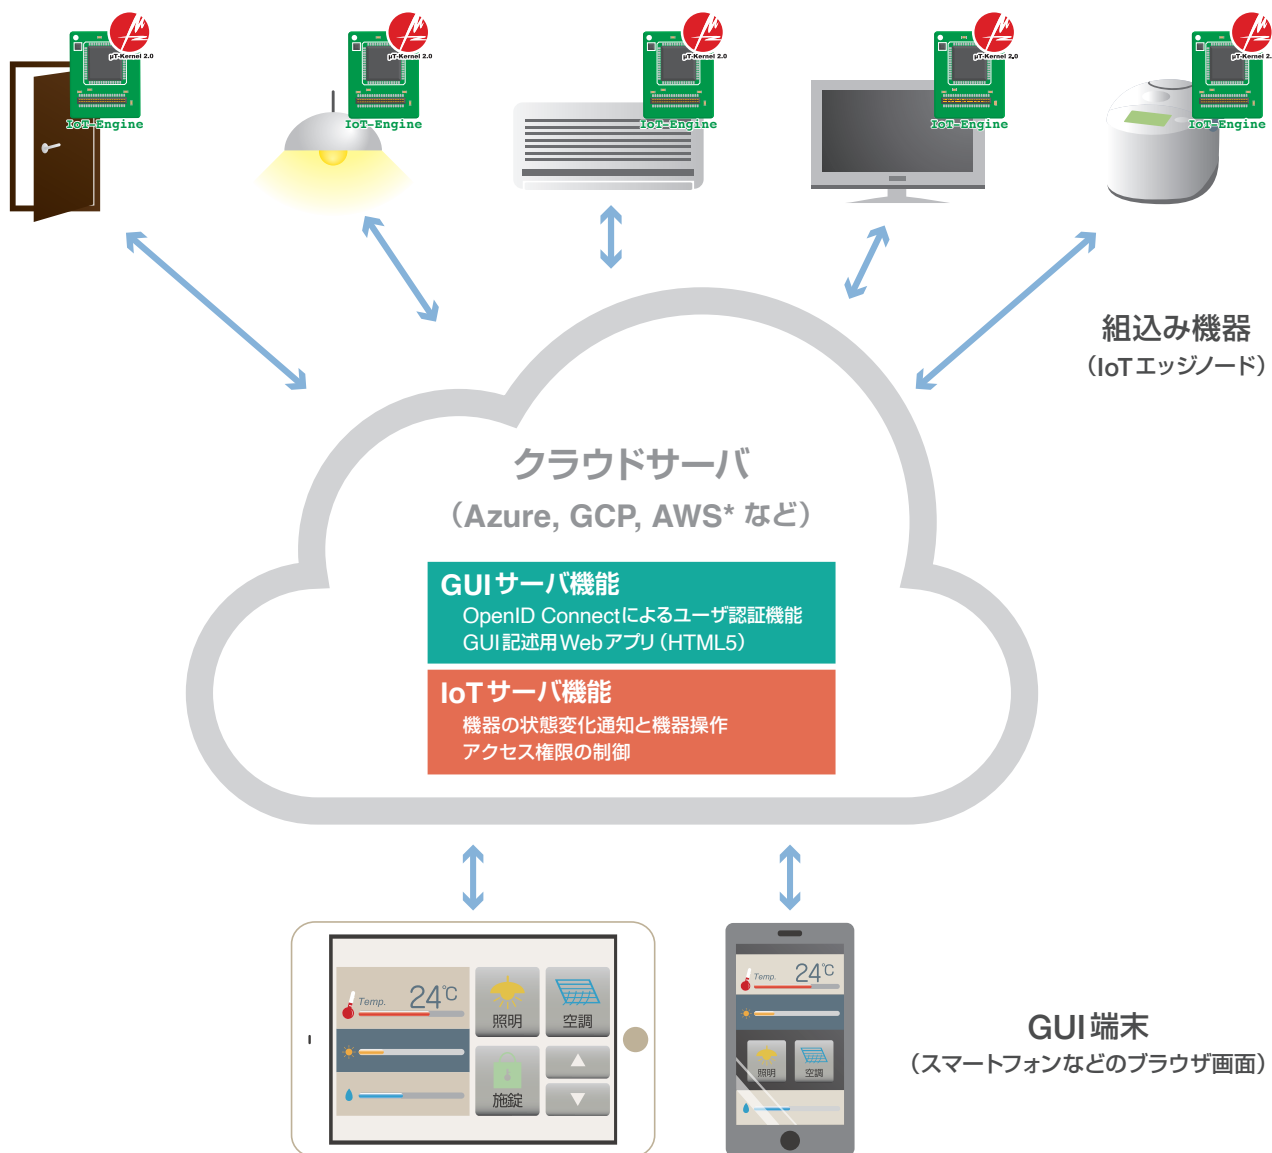 µT-Kernel 2.0
IoT-Engine
µT-Kernel 2.0
IoT-Engine
µT-Kernel 2.0
IoT-Engine
µT-Kernel 2.0
IoT-Engine
µT-Kernel 2.
IoT-Engine
組込み機器
（IoTエッジノード）
クラウドサーバ
（Azure, GCP, AWS* など）
GUIサーバ機能
OpenID Connectによるユーザ認証機能
GUI記述用Webアプリ（HTML5）
IoTサーバ機能
機器の状態変化通知と機器操作
アクセス権限の制御
Temp. 24℃
照明
空調
施錠
Temp. 24℃
照明
空調
GUI端末
（スマートフォンなどのブラウザ画面）